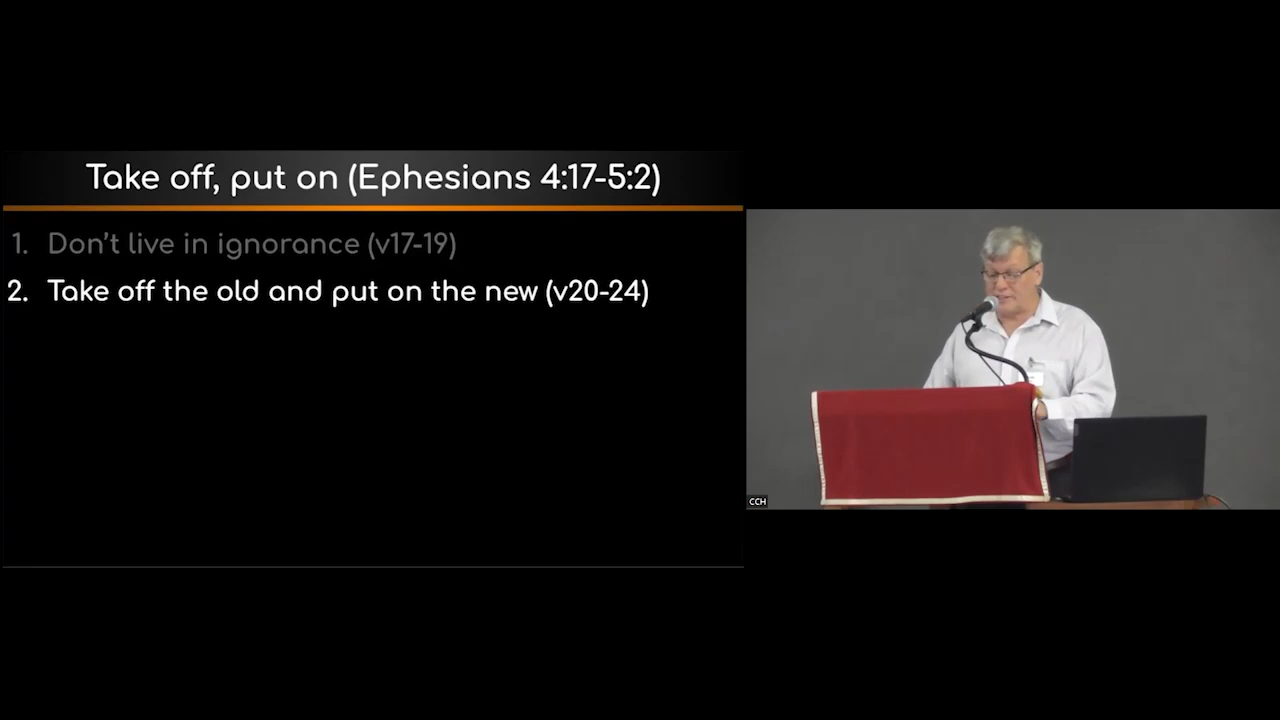 Take off, put on (Ephesians 4:17-5:2)
1. Don't live in ignorance (v17-19)
2. Take off the old and put on the new (v20-24)
CCH